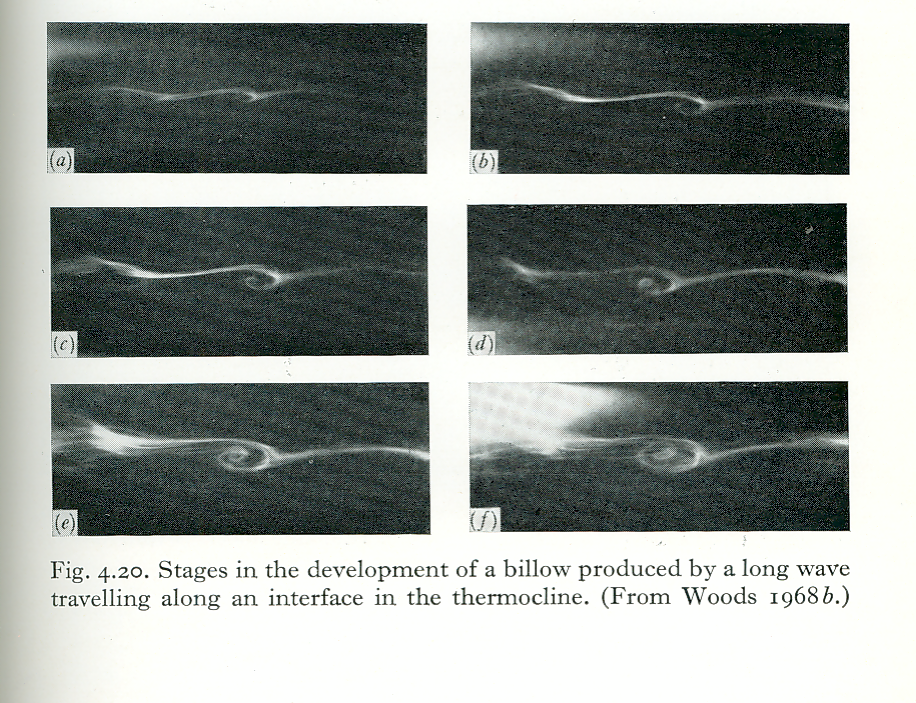 (a)
(b)
(c)
(d)
(e)
(f)
Fig. 4.20. Stages in the development of a billow produced by a long wave
travelling along an interface in the thermocline. (From Woods 1968b.)